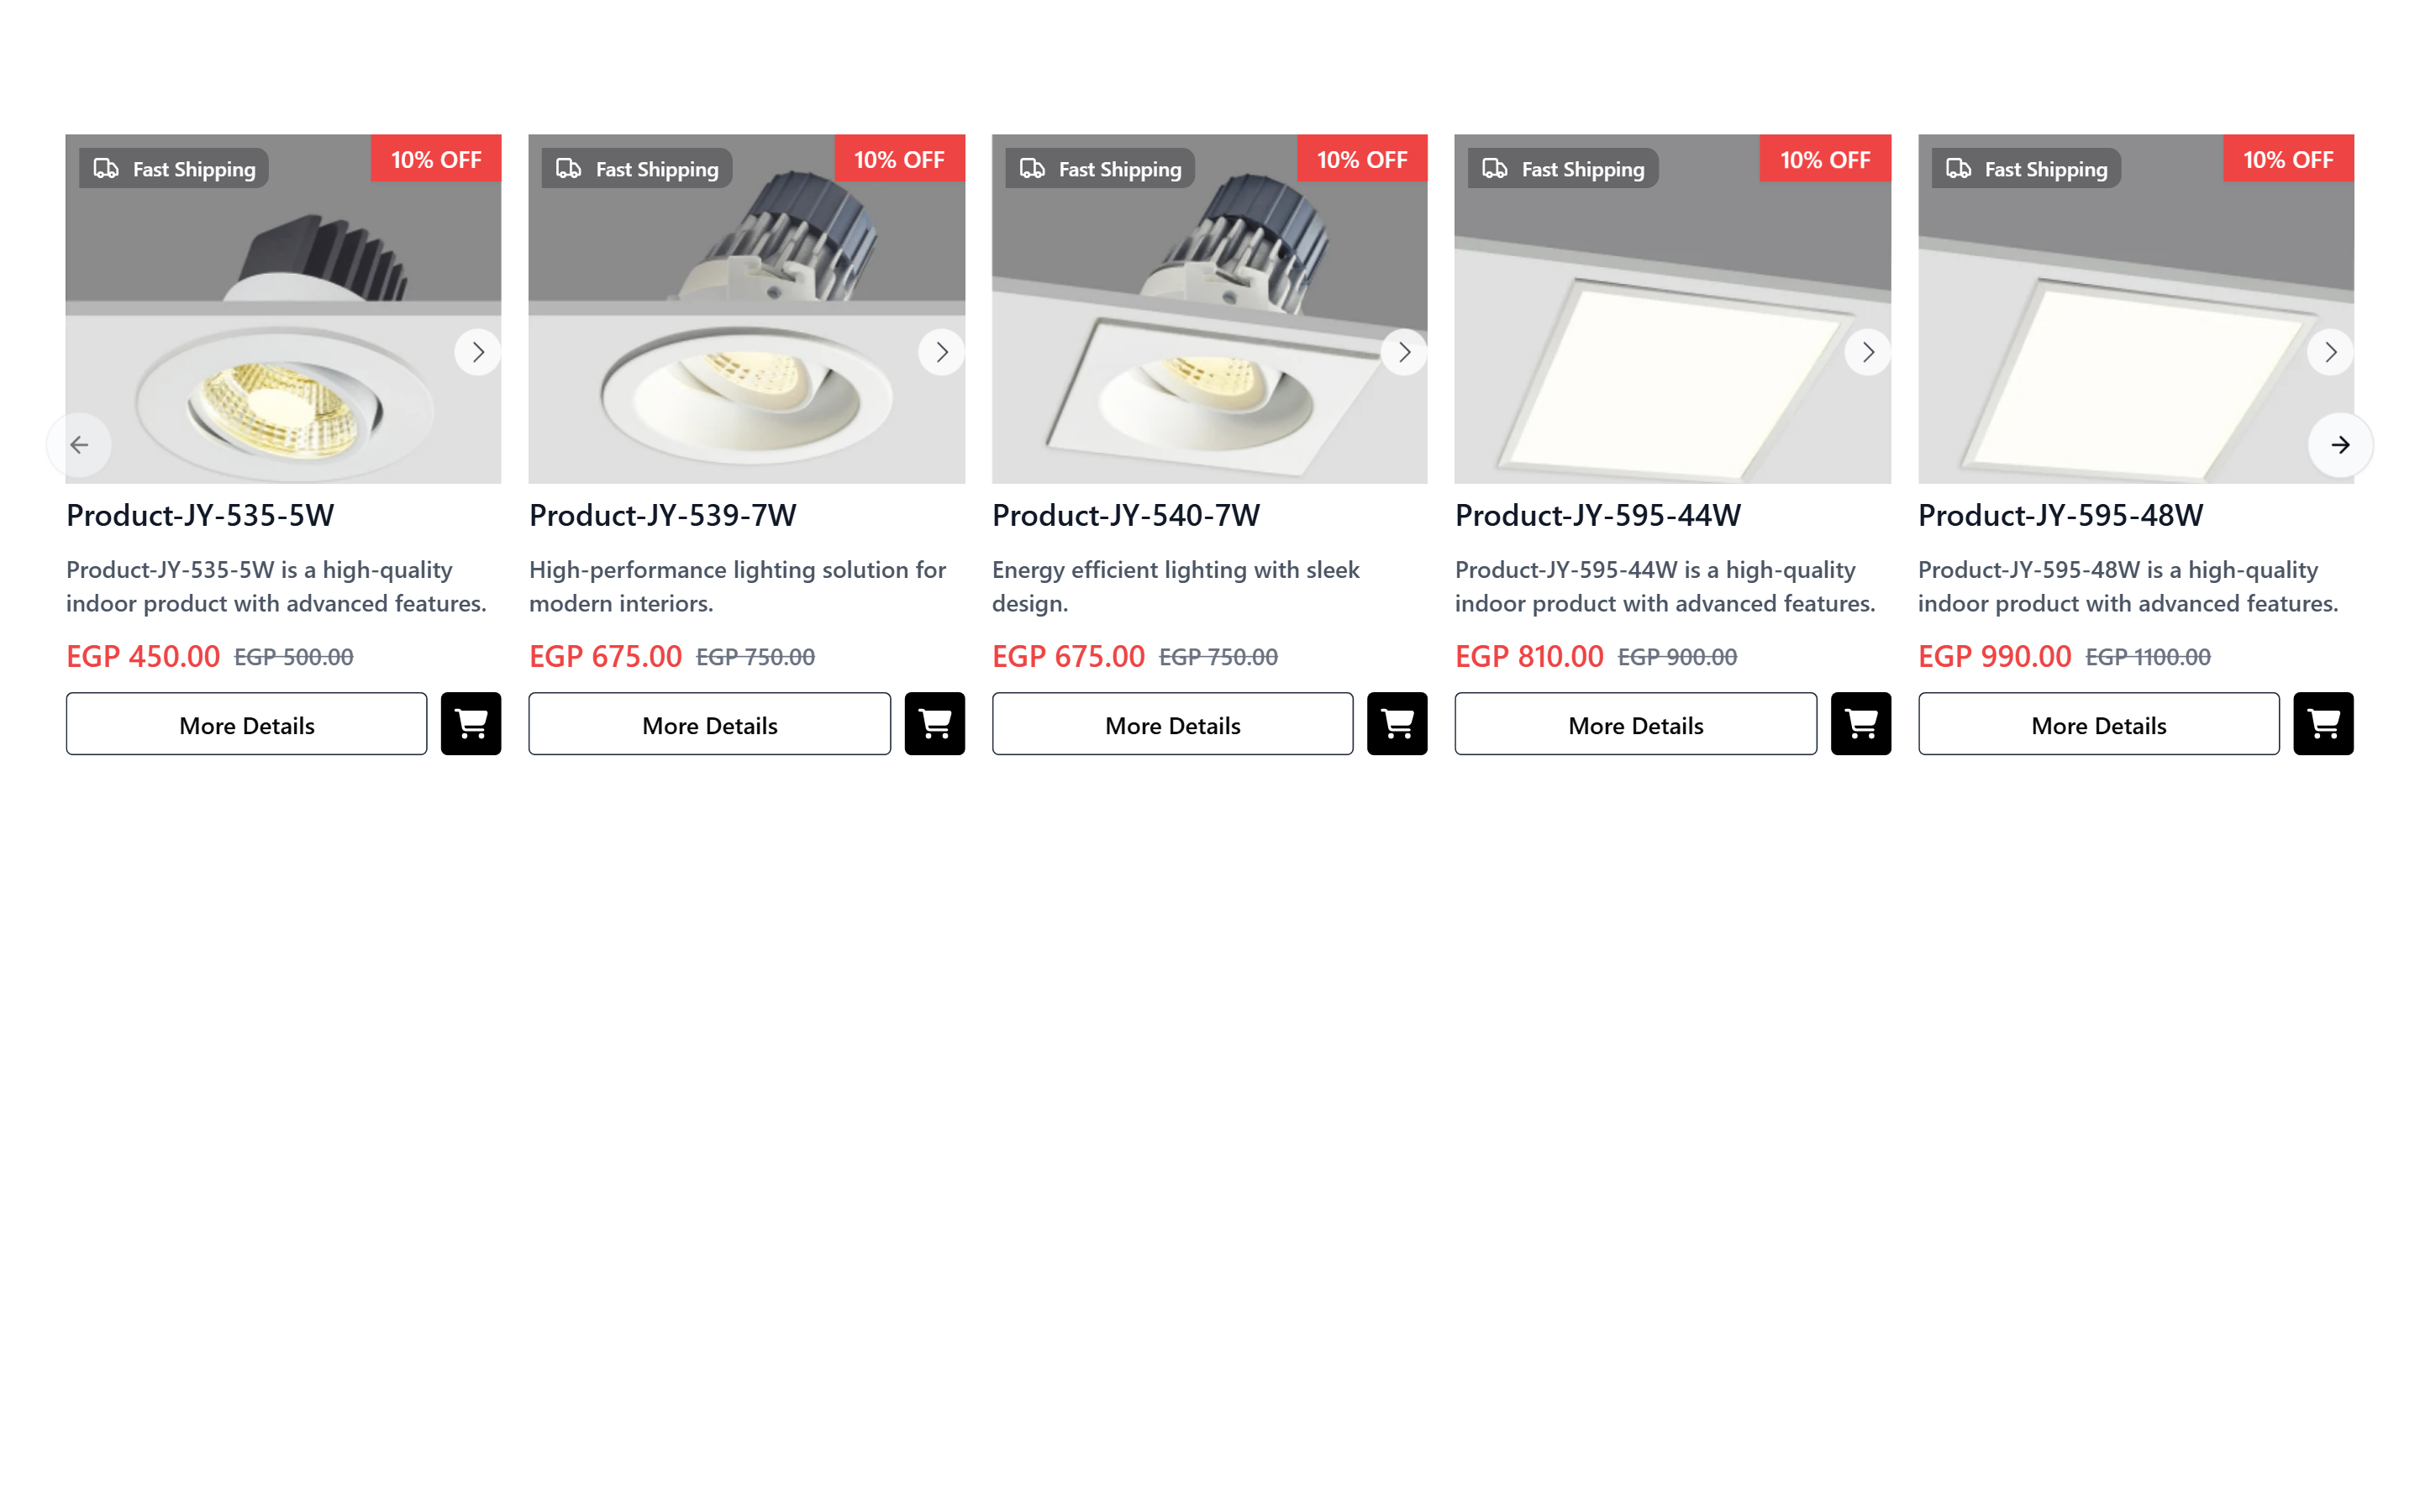 Fast Shipping
10% OFF
Product-JY-535-5W
Product-JY-535-5W is a high-quality
indoor product with advanced features.
EGP 450.00 EGP 500.00
More Details
Fast Shipping
10% OFF
Product-JY-539-7W
High-performance lighting solution for
modern interiors.
EGP 675.00 EGP 750.00
More Details
Fast Shipping
10% OFF
Product-JY-540-7W
Energy efficient lighting with sleek
design.
EGP 675.00 EGP 750.00
More Details
Fast Shipping
10% OFF
Product-JY-595-44W
Product-JY-595-44W is a high-quality
indoor product with advanced features.
EGP 810.00 EGP 900.00
More Details
Fast Shipping
10% OFF
Product-JY-595-48W
Product-JY-595-48W is a high-quality
indoor product with advanced features.
EGP 990.00 EGP 1100.00
More Details